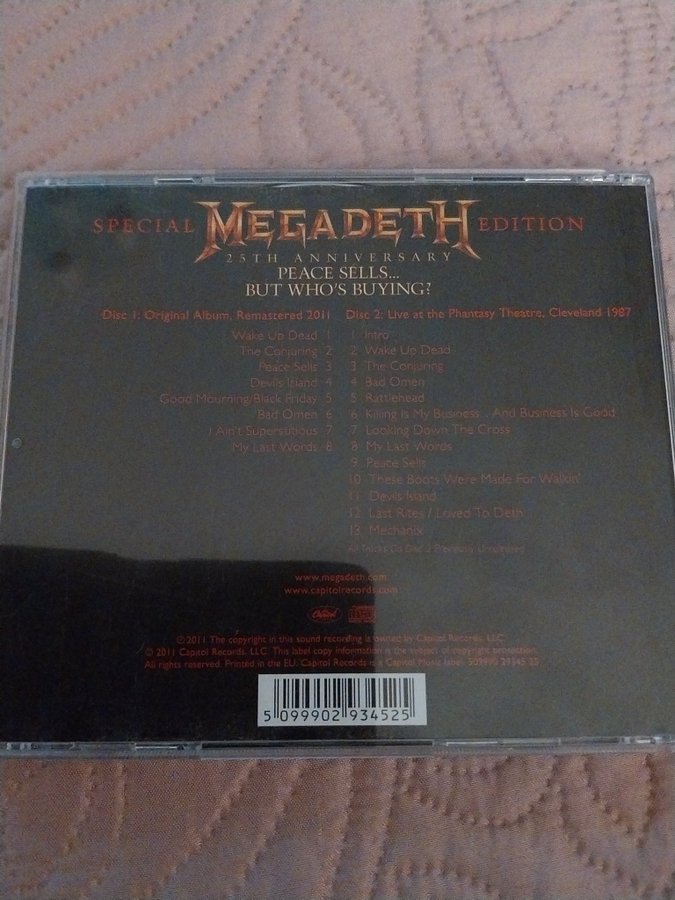 SPECIAL MEGADETH EDITION
25TH ANNIVERSARY
PEACE SELLS...
BUT WHO'S BUYING?
Disc 1: Original Album, Remastered 2011
Wake Up Dead 1
The Conjuring 2
Peace Sells 3
Devils Island 4
Good Mourning/Black Friday 5
Bad Omen 6
I Ain't Superstitious 7
My Last Words 8
Disc 2: Live at the Phantasy Theatre, Cleveland 1987
1 Intro
2 Wake Up Dead
3 The Conjuring
4 Bad Omen
5 Rattlehead
6 Killing Is My Business... And Business Is Good
7 Looking Down The Cross
8 My Last Words
9 Peace Sells
10 These Boots Were Made For Walkin'
11 Devils Island
12 Last Rites / Loved To Deth
13 Mechanix
All Tracks On Disc 2 Previously Unreleased
www.megadeth.com
www.capitolrecords.com
Capitol
℗ 2011 The copyright in this sound recording is owned by Capitol Records, LLC
© 2011 Capitol Records, LLC. This label copy information is the subject of copyright protection.
All rights reserved. Printed in the EU. Capitol Records is a Capitol Music label. 509990 29345 25
5 099902 934525